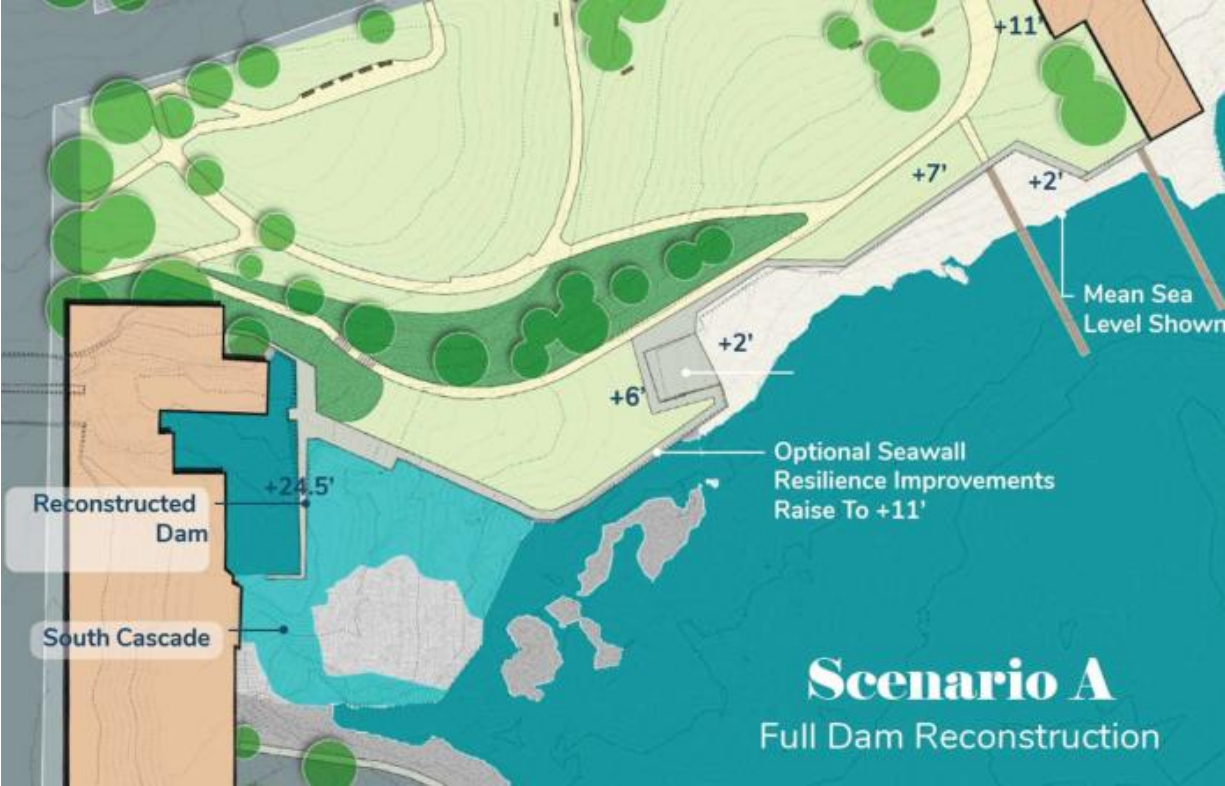 +11'
+7'
+2'
Mean Sea
Level Shown
+2'
+6'
Optional Seawall
Resilience Improvements
Raise To +11'
+24.5'
Reconstructed
Dam
South Cascade
Scenario A
Full Dam Reconstruction